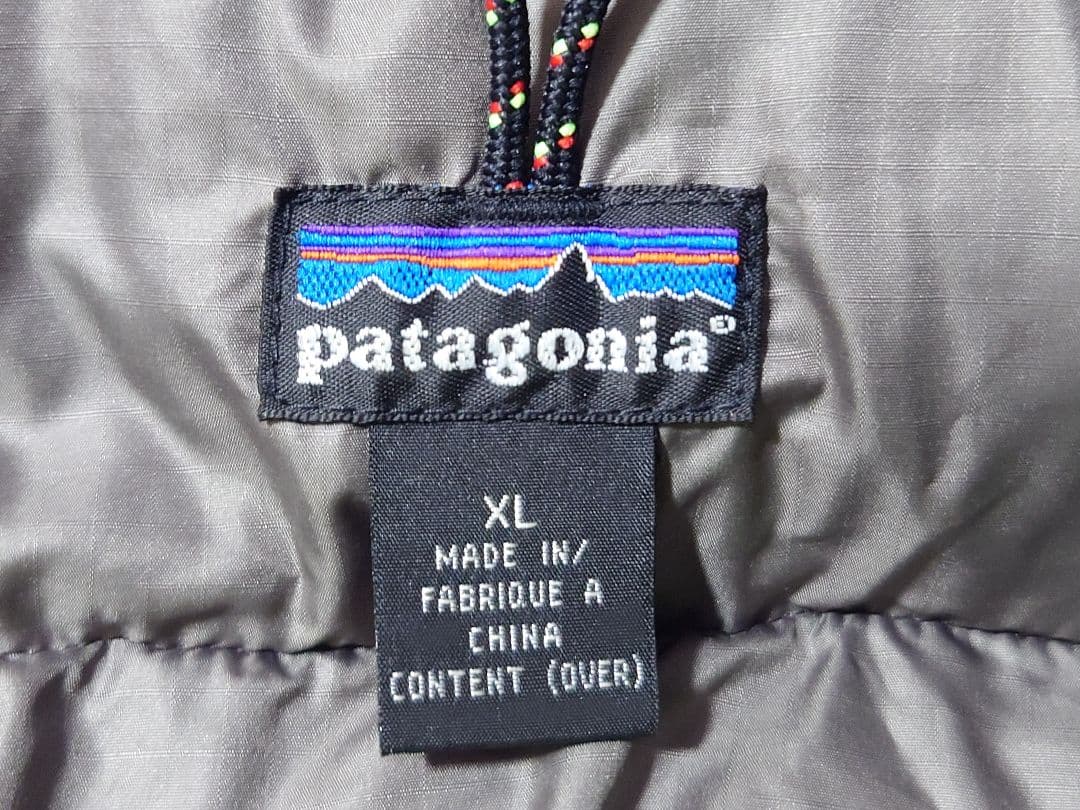 patagonia®
XL
MADE IN/
FABRIQUE A
CHINA
CONTENT (OVER)